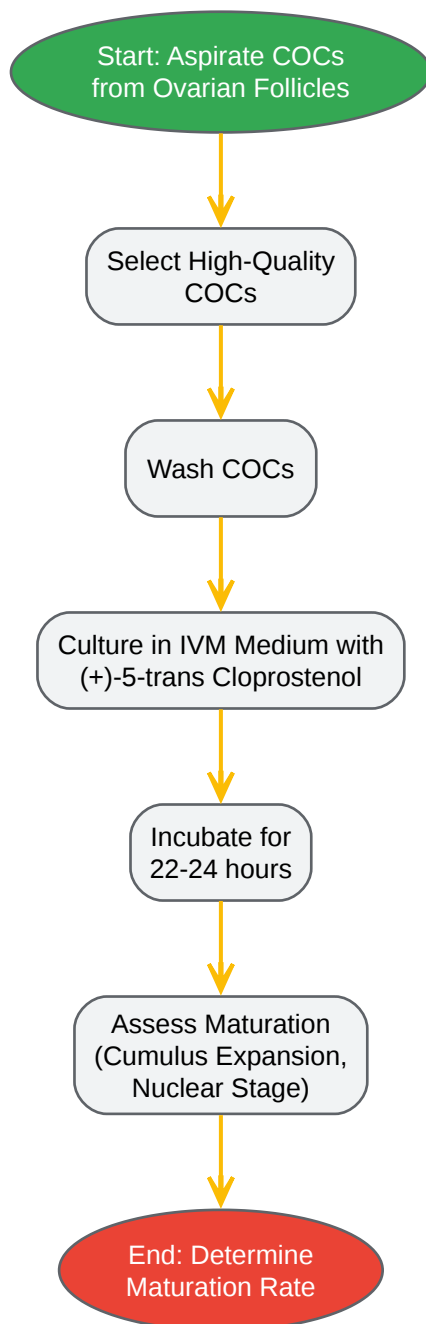 Start: Aspirate COCs
from Ovarian Follicles
Select High-Quality
COCs
Wash COCs
Culture in IVM Medium with
(+)-5-trans Cloprostenol
Incubate for
22-24 hours
Assess Maturation
(Cumulus Expansion,
Nuclear Stage)
End: Determine
Maturation Rate